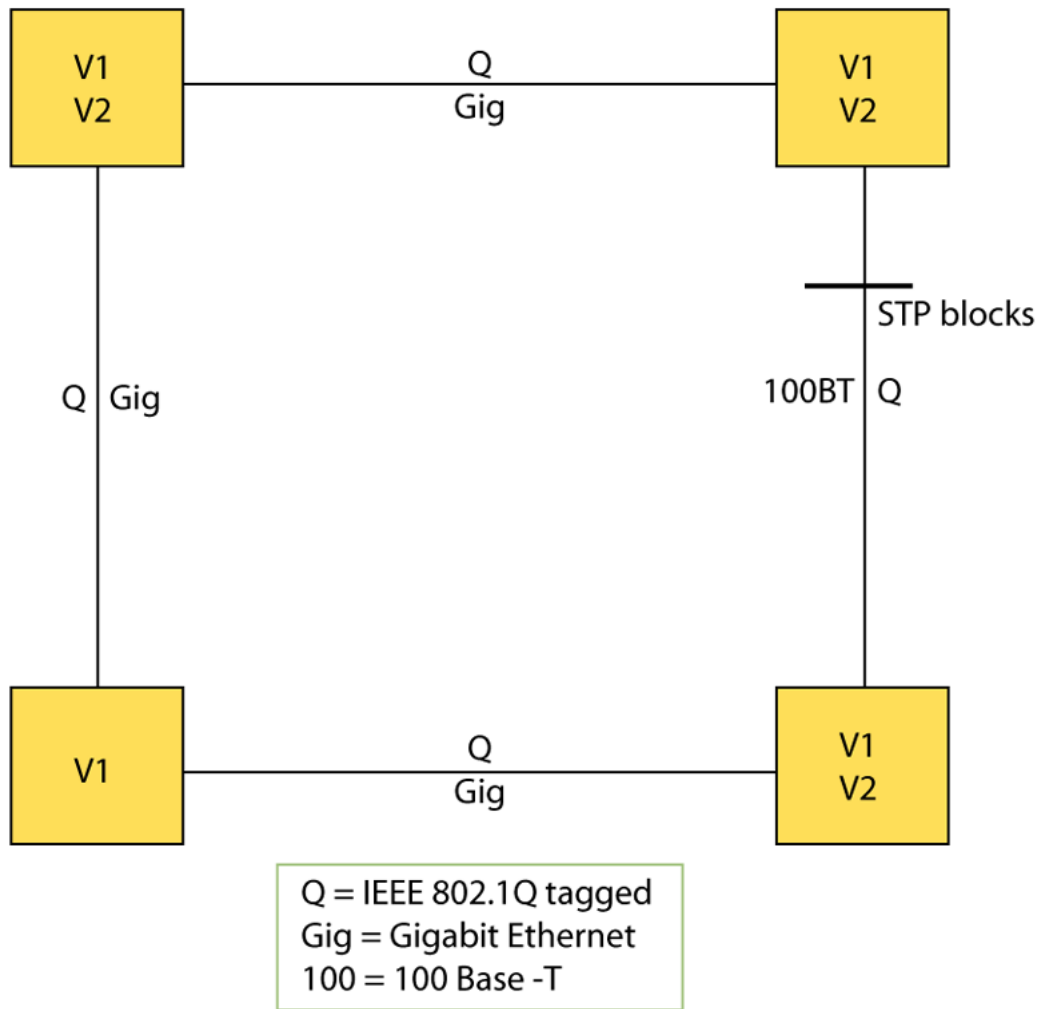 V1
V2
Q
Gig
V1
V2
STP blocks
Q Gig
100BT Q
V1
Q
Gig
V1
V2
Q = IEEE 802.1Q tagged
Gig = Gigabit Ethernet
100 = 100 Base -T